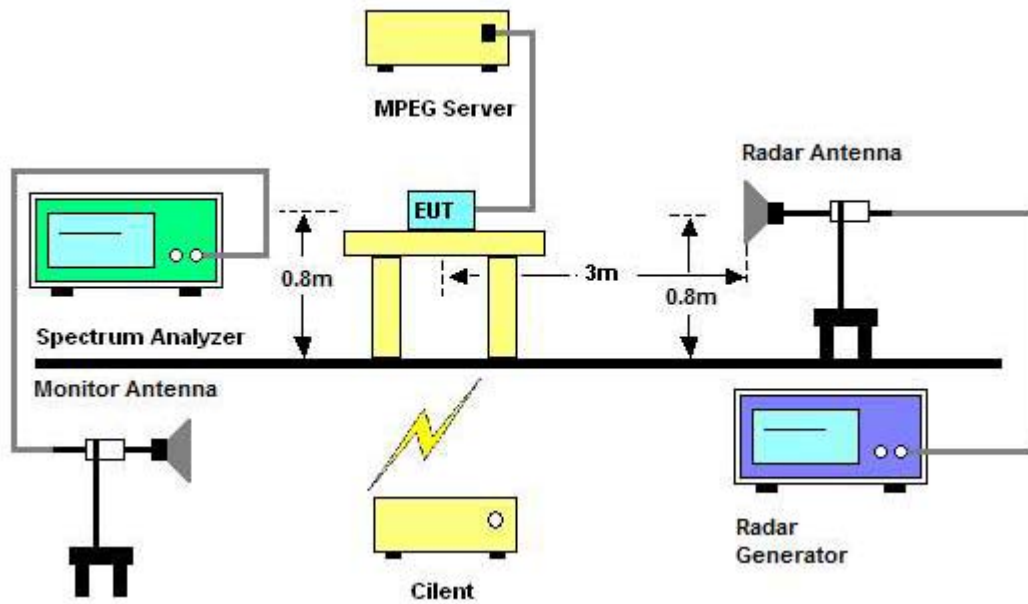 MPEG Server
Radar Antenna
EUT
0.8m
3m
0.8m
Spectrum Analyzer
Monitor Antenna
Radar
Generator
Cilent